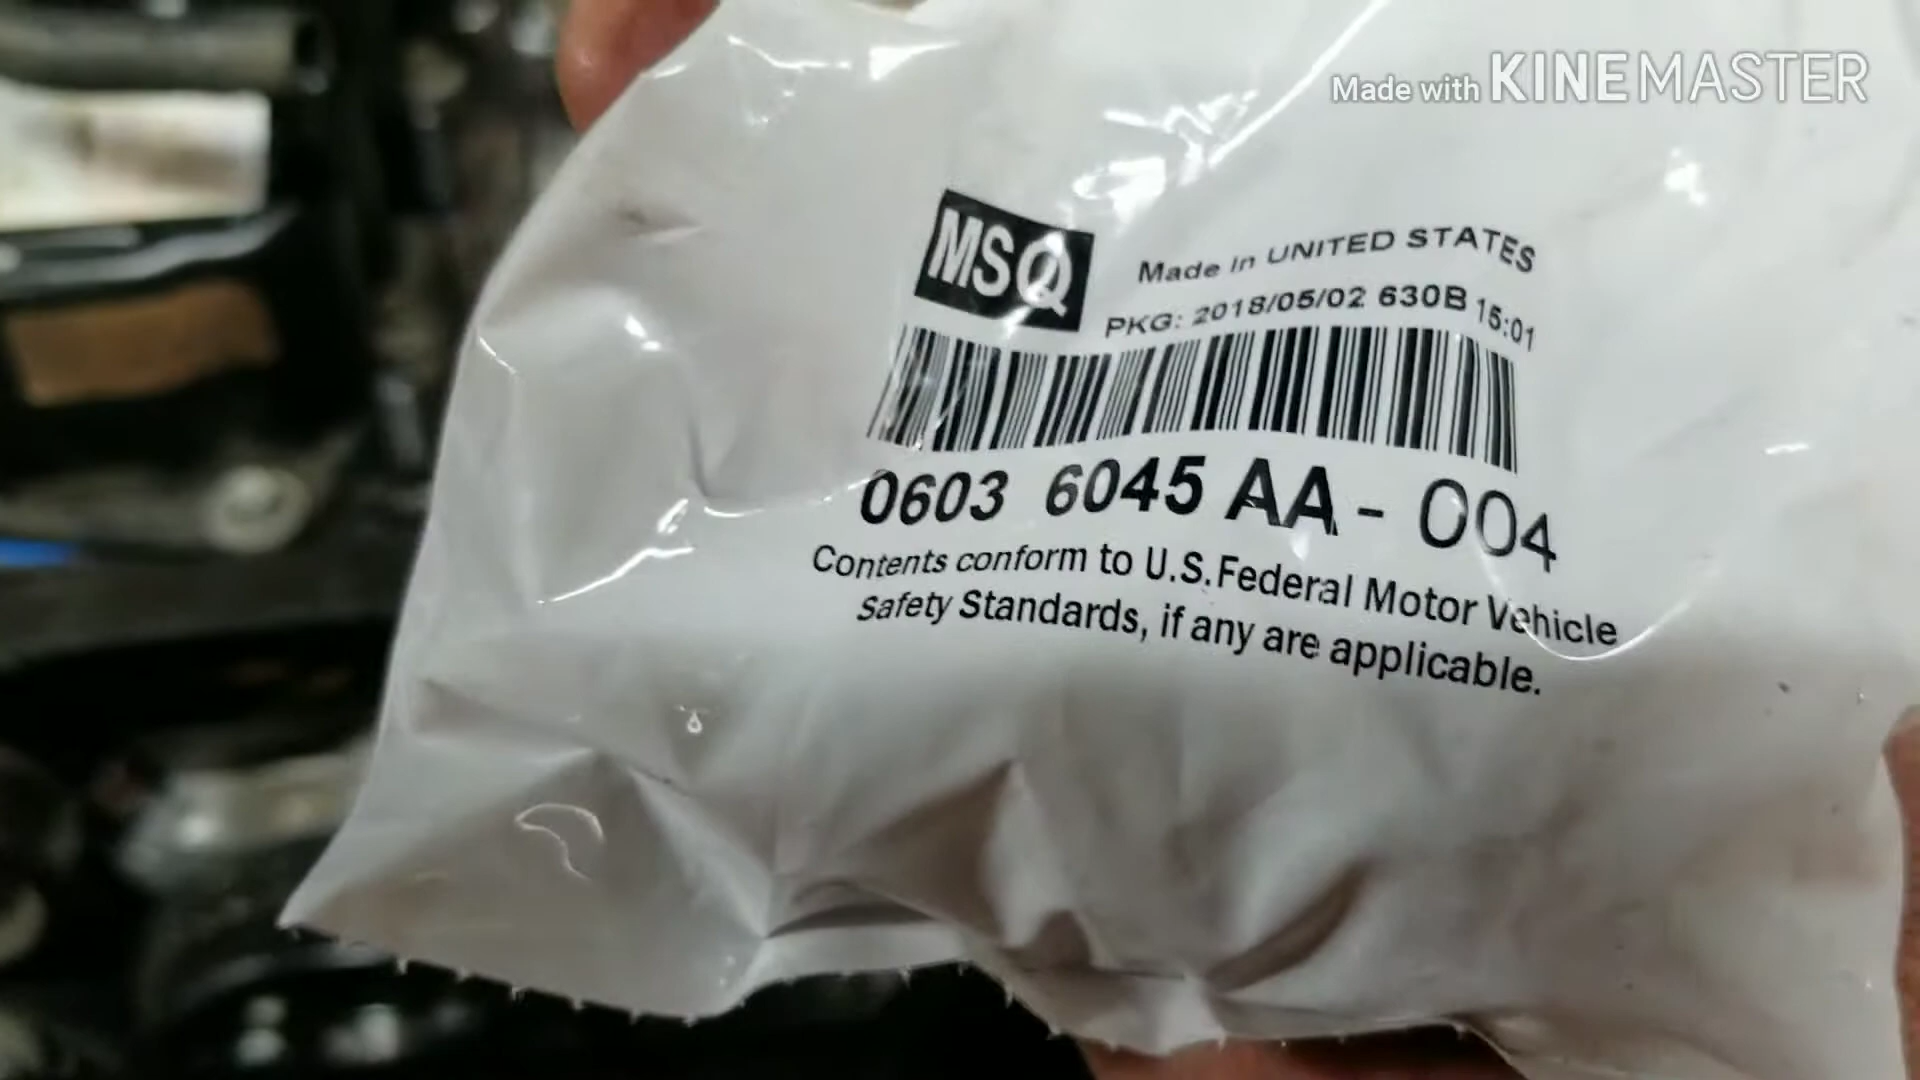 Made with KINEMASTER
MSQ
Made in UNITED STATES
PKG: 2018/05/02 630B 15:01
0603 6045 AA - 004
Contents conform to U.S. Federal Motor Vehicle
Safety Standards, if any are applicable.